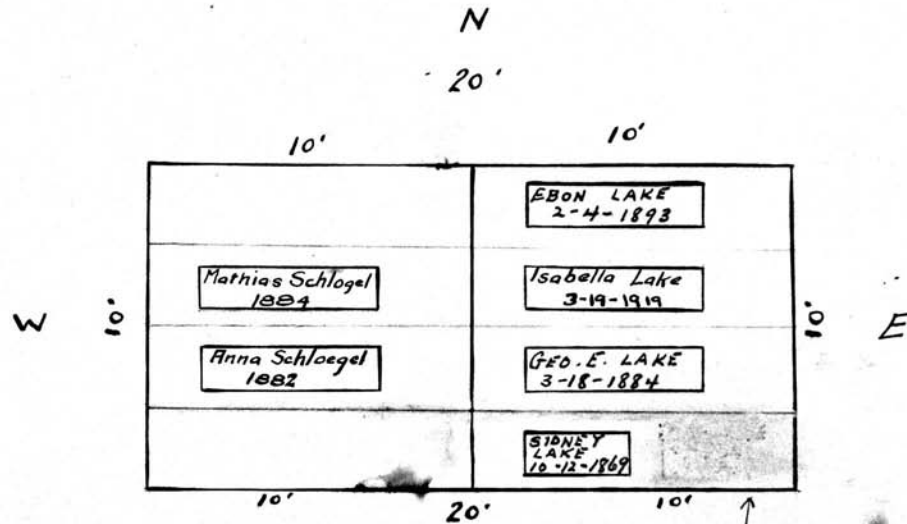 N
20'
10' 10'
EBON LAKE
2-4-1893
Mathias Schlogel
1884
Isabella Lake
3-19-1919
W 10' 10' E
Anna Schloegel
1882
GEO. E. LAKE
3-18-1884
SIDNEY
LAKE
10-12-1869
10' 20' 10'